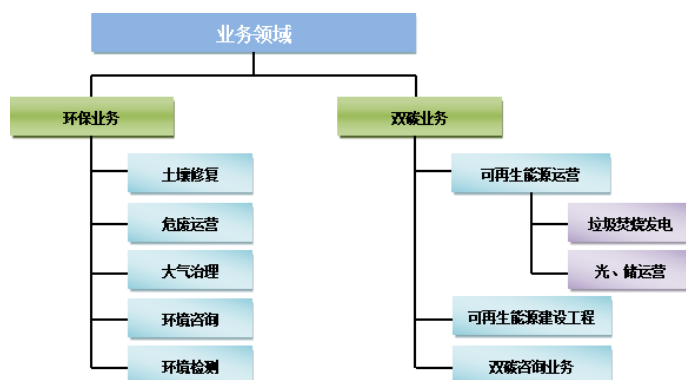 业务领域
环保业务
土壤修复
危废运营
大气治理
环境咨询
环境检测
双碳业务
可再生能源运营
垃圾焚烧发电
光、储运营
可再生能源建设工程
双碳咨询业务